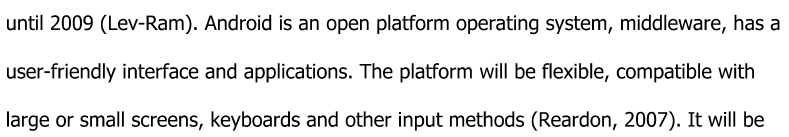 until 2009 (Lev-Ram). Android is an open platform operating system, middleware, has a
user-friendly interface and applications. The platform will be flexible, compatible with
large or small screens, keyboards and other input methods (Reardon, 2007). It will be